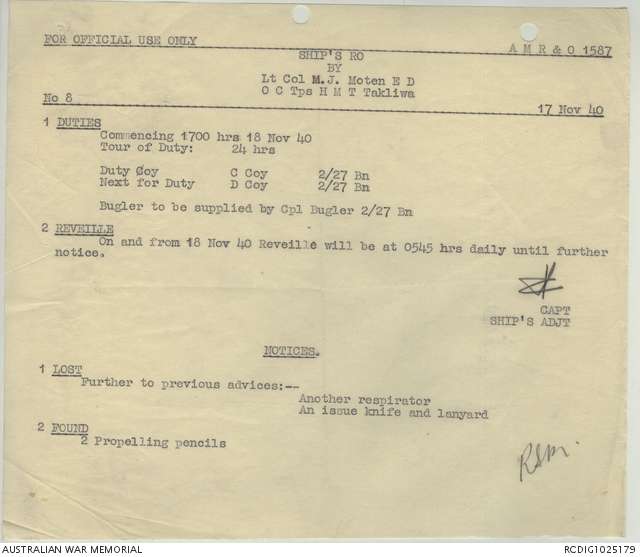 FOR OFFICIAL USE ONLY
A M R & O 1587
SHIP'S RO
BY
Lt Col M.J. Moten E D
O C Tps H M T Takliwa
No 8
17 Nov 40
1 DUTIES
Commencing 1700 hrs 18 Nov 40
Tour of Duty: 24 hrs
Duty Coy C Coy 2/27 Bn
Next for Duty D Coy 2/27 Bn
Bugler to be supplied by Cpl Bugler 2/27 Bn
2 REVEILLE
On and from 18 Nov 40 Reveille will be at 0545 hrs daily until further
notice.
CAPT
SHIP'S ADJT
NOTICES.
1 LOST
Further to previous advices:--
Another respirator
An issue knife and lanyard
2 FOUND
2 Propelling pencils
RSM.
AUSTRALIAN WAR MEMORIAL
RCDIG1025179